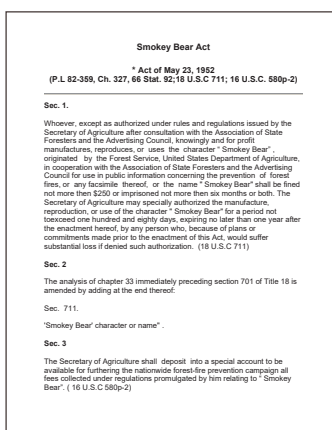 Smokey Bear Act
* Act of May 23, 1952
(P.L 82-359, Ch. 327, 66 Stat. 92;18 U.S.C 711; 16 U.S.C. 580p-2)
Sec. 1.
Whoever, except as authorized under rules and regulations issued by the
Secretary of Agriculture after consultation with the Association of State
Foresters and the Advertising Council, knowingly and for profit
manufactures, reproduces, or uses the character " Smokey Bear" ,
originated by the Forest Service, United States Department of Agriculture,
in cooperation with the Association of State Foresters and the Advertising
Council for use in public information concerning the prevention of forest
fires, or any facsimile thereof, or the name " Smokey Bear" shall be fined
not more then $250 or imprisoned not more then six months or both. The
Secretary of Agriculture may specially authorized the manufacture,
reproduction, or use of the character " Smokey Bear" for a period not
toexceed one hundred and eighty days, expiring no later than one year after
the enactment hereof, by any person who, because of plans or
commitments made prior to the enactment of this Act, would suffer
substantial loss if denied such authorization. (18 U.S.C 711)
Sec. 2
The analysis of chapter 33 immediately preceding section 701 of Title 18 is
amended by adding at the end thereof:
Sec. 711.
'Smokey Bear' character or name" .
Sec. 3
The Secretary of Agriculture shall deposit into a special account to be
available for furthering the nationwide forest-fire prevention campaign all
fees collected under regulations promulgated by him relating to " Smokey
Bear". ( 16 U.S.C 580p-2)